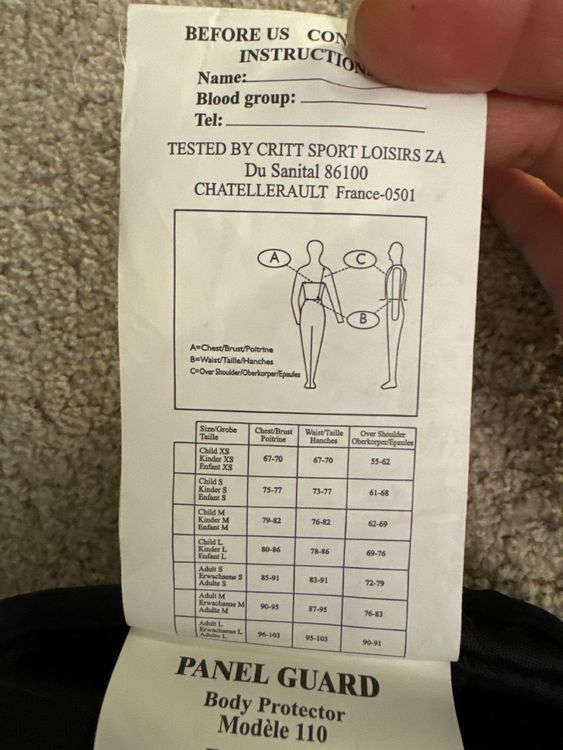 BEFORE US CON
INSTRUCTION
Name:
Blood group:
Tel:
TESTED BY CRITT SPORT LOISIRS ZA
Du Sanital 86100
CHATELLERAULT France-0501
A
C
B
A=Chest/Brust/Poitrine
B=Waist/Taille/Hanches
C=Over Shoulder/Oberkorper/Epaules
Size/Grobe Chest/Brust Waist/Taille Over Shoulder
Taille Poitrine Hanches Oberkorper/Epaules
Child XS
Kinder XS 67-70 67-70 55-62
Enfant XS
Child S
Kinder S 75-77 73-77 61-68
Enfant S
Child M
Kinder M 79-82 76-82 62-69
Enfant M
Child L
Kinder L 80-86 78-86 69-76
Enfant L
Adult S
Erwachsene S 85-91 83-91 72-79
Adulte S
Adult M
Erwachsene M 90-95 87-95 76-83
Adulte M
Adult L
Erwachsene L 96-103 95-103 90-91
Adulte L
PANEL GUARD
Body Protector
Modèle 110